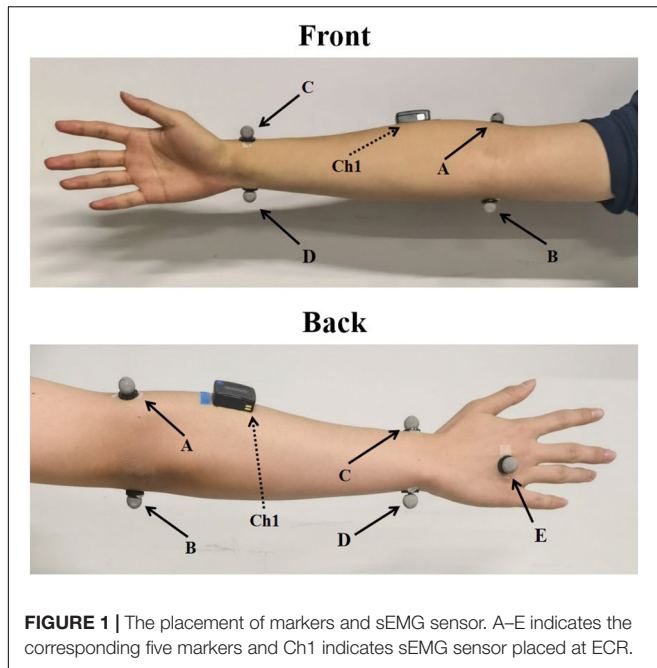 Front
C
Ch1
A
D
B
Back
A
C
B
Ch1
D
E
FIGURE 1 | The placement of markers and sEMG sensor. A–E indicates the
corresponding five markers and Ch1 indicates sEMG sensor placed at ECR.